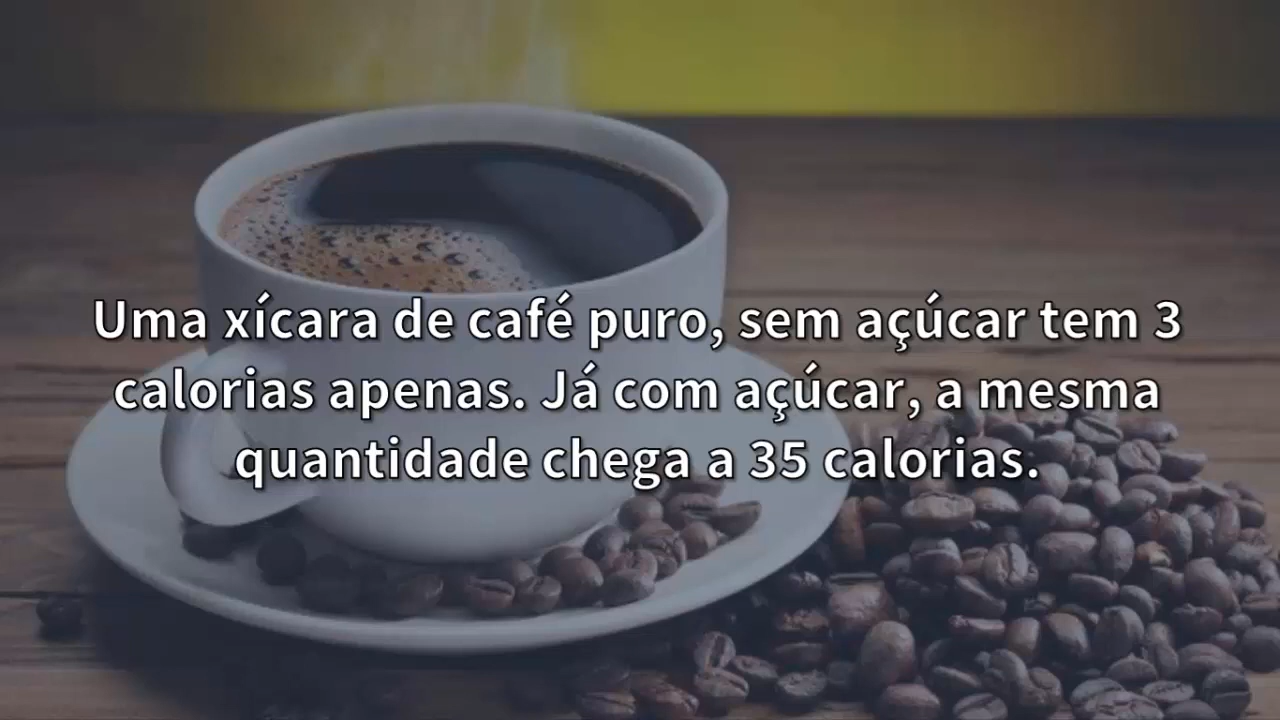 Uma xícara de café puro, sem açúcar tem 3
calorias apenas. Já com açúcar, a mesma
quantidade chega a 35 calorias.